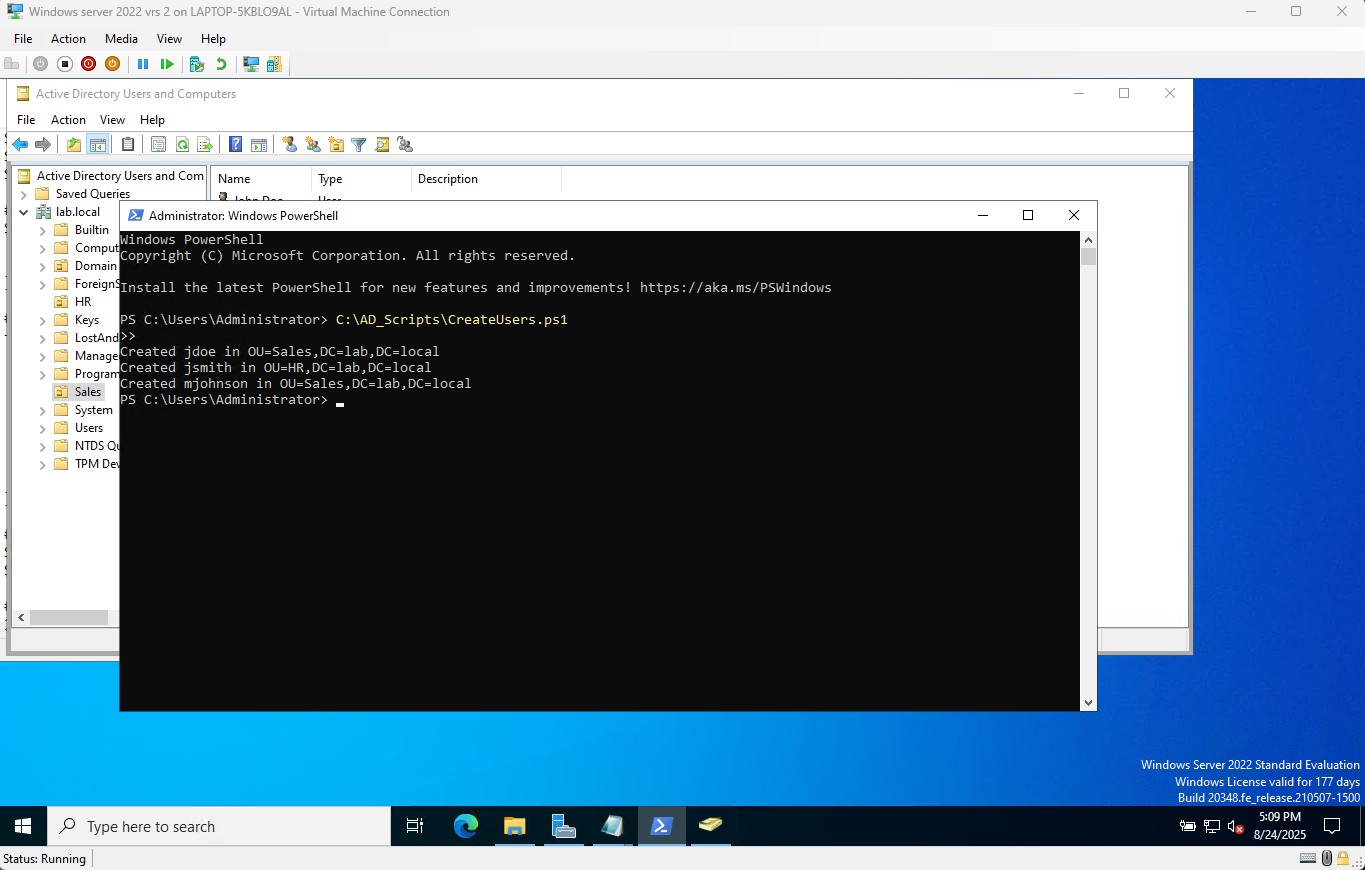 Windows server 2022 vrs 2 on LAPTOP-5KBLO9AL - Virtual Machine Connection
File Action Media View Help
Active Directory Users and Computers
File Action View Help
Active Directory Users and Com
Name Type Description
Saved Queries
John Doe User
lab.local
Builtin
Comput
Domain
ForeignS
HR
Keys
LostAnd
Manage
Program
Sales
System
Users
NTDS Qu
TPM Dev
Administrator: Windows PowerShell
Windows PowerShell
Copyright (C) Microsoft Corporation. All rights reserved.
Install the latest PowerShell for new features and improvements! https://aka.ms/PSWindows
PS C:\Users\Administrator> C:\AD_Scripts\CreateUsers.ps1
>>
Created jdoe in OU=Sales,DC=lab,DC=local
Created jsmith in OU=HR,DC=lab,DC=local
Created mjohnson in OU=Sales,DC=lab,DC=local
PS C:\Users\Administrator>
Windows Server 2022 Standard Evaluation
Windows License valid for 177 days
Build 20348.fe_release.210507-1500
Type here to search
5:09 PM
8/24/2025
Status: Running